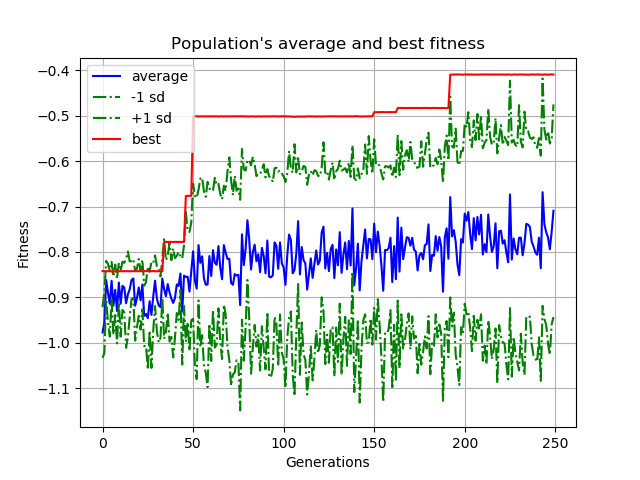 Population's average and best fitness
average
-1 sd
+1 sd
best
−0.4
−0.5
−0.6
−0.7
−0.8
−0.9
−1.0
−1.1
Fitness
0
50
100
150
200
250
Generations